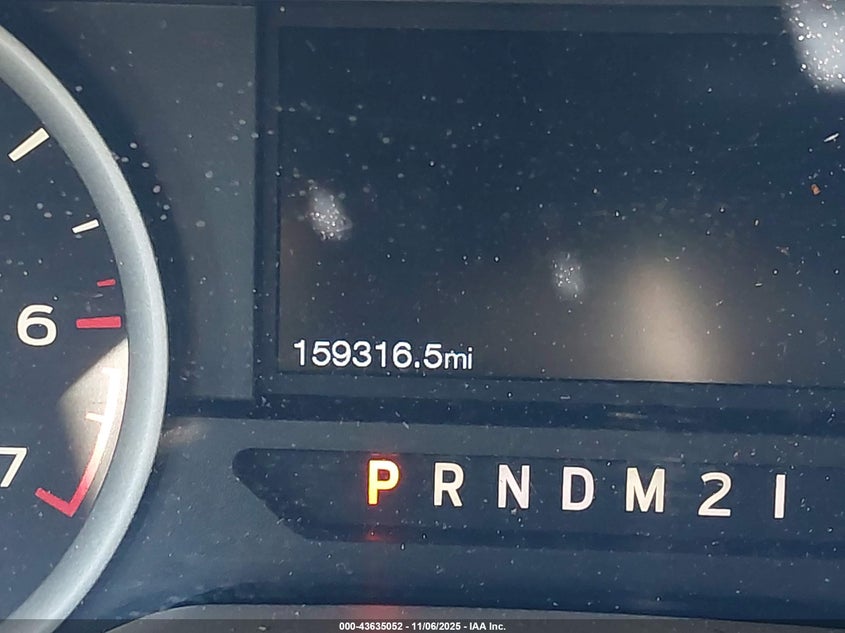 6
159316.5mi
7
P R N D M 2 1
000-43635052 - 11/06/2025 - IAA Inc.